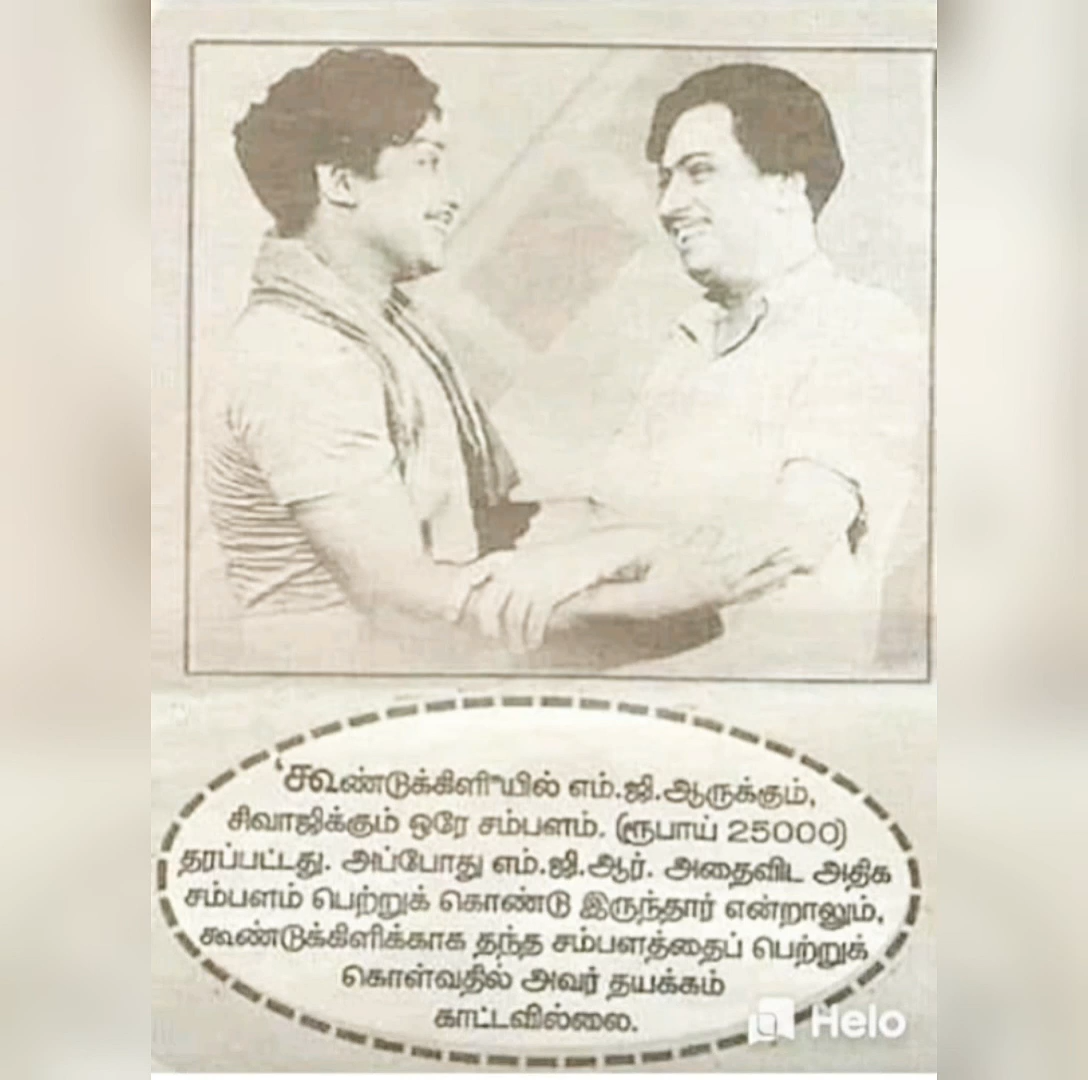 'கூண்டுக்கிளி'யில் எம்.ஜி.ஆருக்கும்,
சிவாஜிக்கும் ஒரே சம்பளம். (ரூபாய் 25000)
தரப்பட்டது. அப்போது எம்.ஜி.ஆர். அதைவிட அதிக
சம்பளம் பெற்றுக் கொண்டு இருந்தார் என்றாலும்,
கூண்டுக்கிளிக்காக தந்த சம்பளத்தைப் பெற்றுக்
கொள்வதில் அவர் தயக்கம்
காட்டவில்லை.
Helo